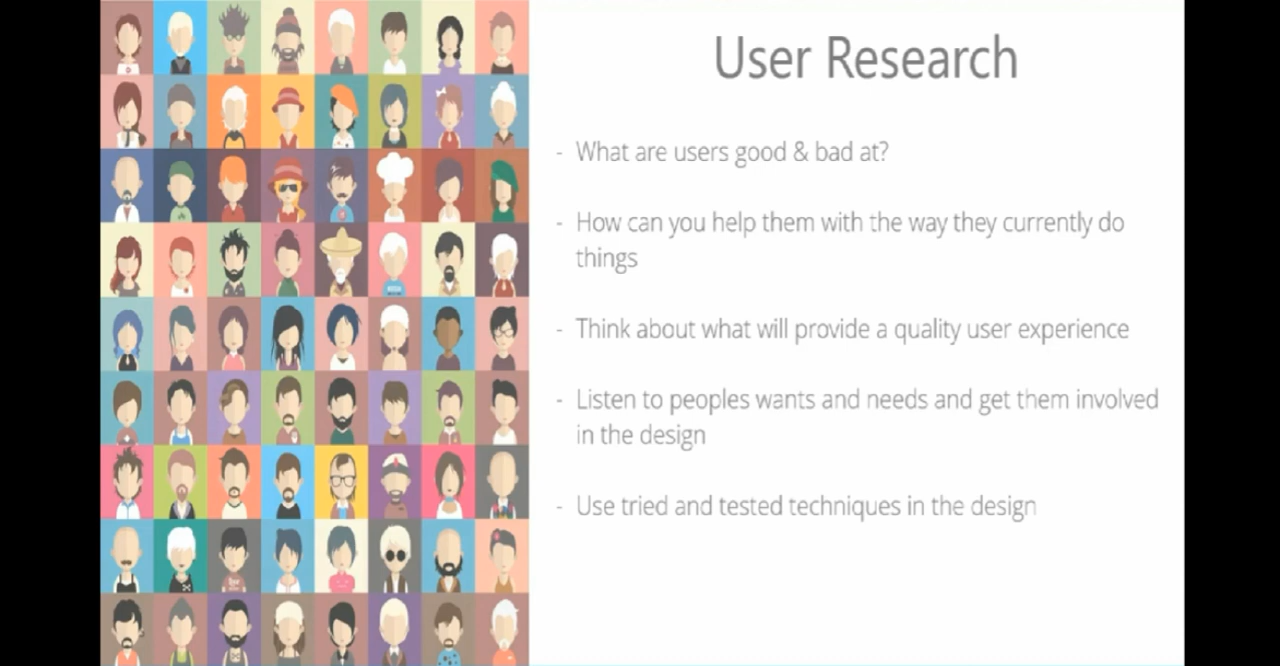 User Research
- What are users good & bad at?
- How can you help them with the way they currently do
things
- Think about what will provide a quality user experience
- Listen to peoples wants and needs and get them involved
in the design
- Use tried and tested techniques in the design